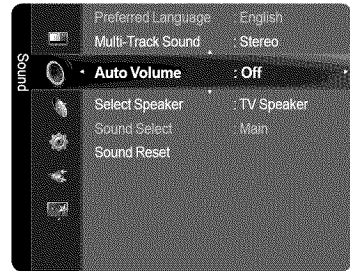 Sound
Preferred Language : English
Multi-Track Sound : Stereo
Auto Volume : Off
Select Speaker : TV Speaker
Sound Select : Main
Sound Reset